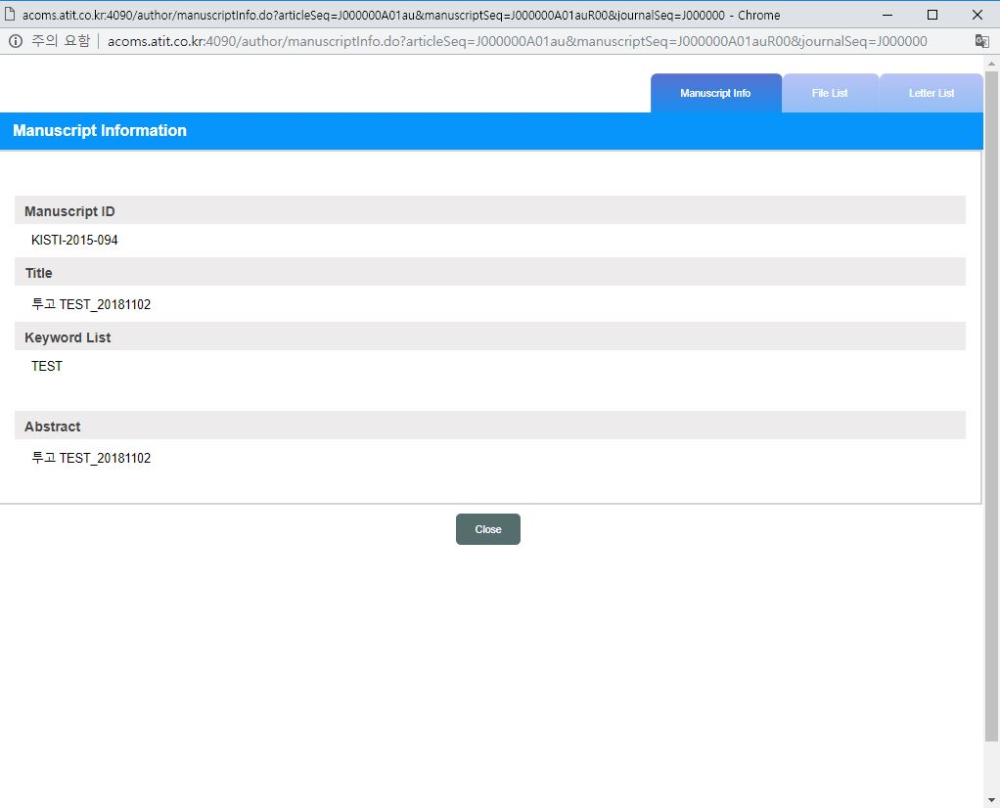 acoms.atit.co.kr:4090/author/manuscriptInfo.do?articleSeq=J000000A01au&manuscriptSeq=J000000A01auR00&journalSeq=J000000 - Chrome
주의 요함 | acoms.atit.co.kr:4090/author/manuscriptInfo.do?articleSeq=J000000A01au&manuscriptSeq=J000000A01auR00&journalSeq=J000000
Manuscript Info File List Letter List
Manuscript Information
Manuscript ID
KISTI-2015-094
Title
투고 TEST_20181102
Keyword List
TEST
Abstract
투고 TEST_20181102
Close